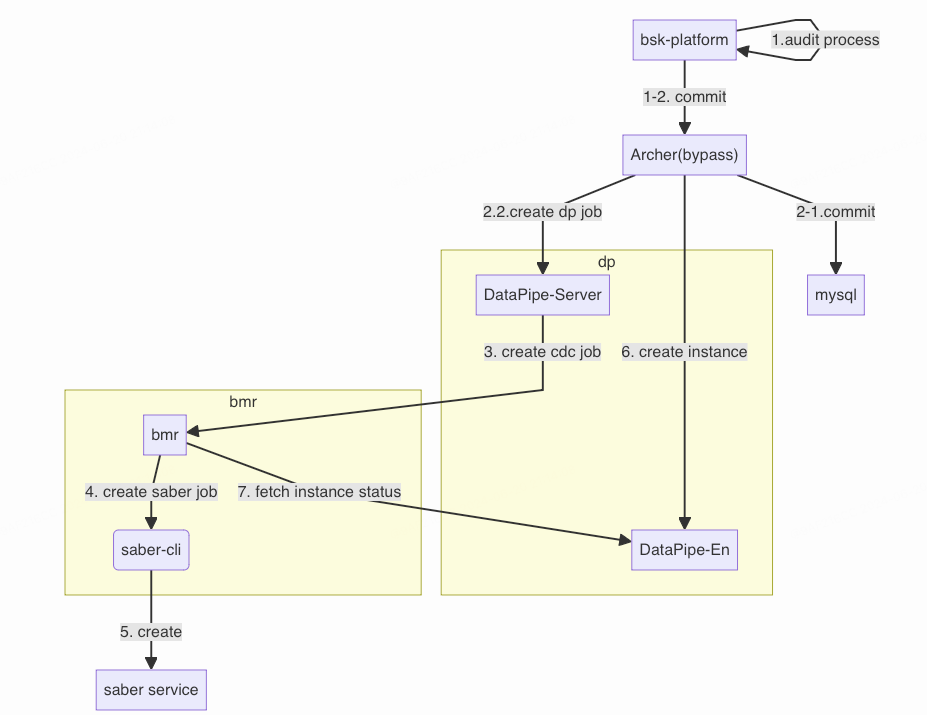 bsk-platform
1.audit process
1-2. commit
Archer(bypass)
2.2.create dp job
2-1.commit
dp
DataPipe-Server
mysql
3. create cdc job
6. create instance
bmr
bmr
4. create saber job
7. fetch instance status
saber-cli
DataPipe-En
5. create
saber service